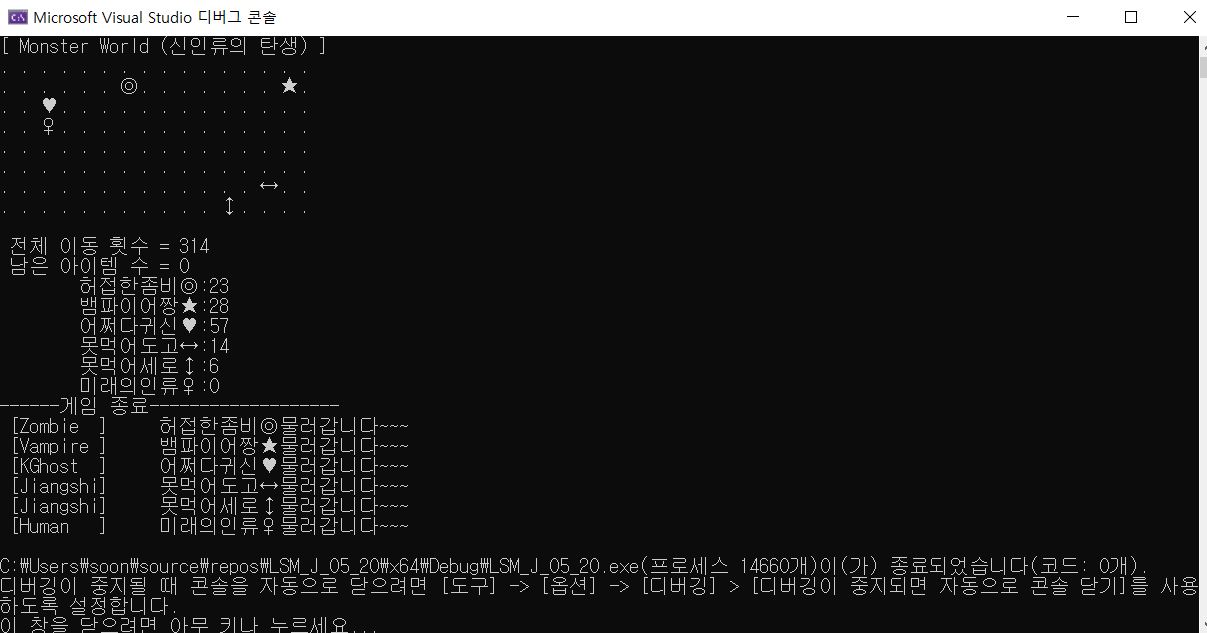 Microsoft Visual Studio 디버그 콘솔
[ Monster World (신인류의 탄생) ]
. . . . . . . . . . . . . . . .
. . . . . . ◎. . . . . . . ★.
. . ♥. . . . . . . . . . . . .
. . ♀. . . . . . . . . . . . .
. . . . . . . . . . . . . . . .
. . . . . . . . . . . . . . . .
. . . . . . . . . . . . . ↔. .
. . . . . . . . . . . ↕. . . .
전체 이동 횟수 = 314
남은 아이템 수 = 0
허접한좀비◎:23
뱀파이어짱★:28
어쩌다귀신♥:57
못먹어도고↔:14
못먹어세로↕:6
미래의인류♀:0
------게임 종료-------------------
[Zombie  ] 허접한좀비◎물러갑니다~~~
[Vampire ] 뱀파이어짱★물러갑니다~~~
[KGhost  ] 어쩌다귀신♥물러갑니다~~~
[Jiangshi] 못먹어도고↔물러갑니다~~~
[Jiangshi] 못먹어세로↕물러갑니다~~~
[Human   ] 미래의인류♀물러갑니다~~~
C:₩Users₩soon₩source₩repos₩LSM_J_05_20₩x64₩Debug₩LSM_J_05_20.exe(프로세스 14660개)이(가) 종료되었습니다(코드: 0개).
디버깅이 중지될 때 콘솔을 자동으로 닫으려면 [도구] -> [옵션] -> [디버깅] > [디버깅이 중지되면 자동으로 콘솔 닫기]를 사용
하도록 설정합니다.
이 창을 닫으려면 아무 키나 누르세요...